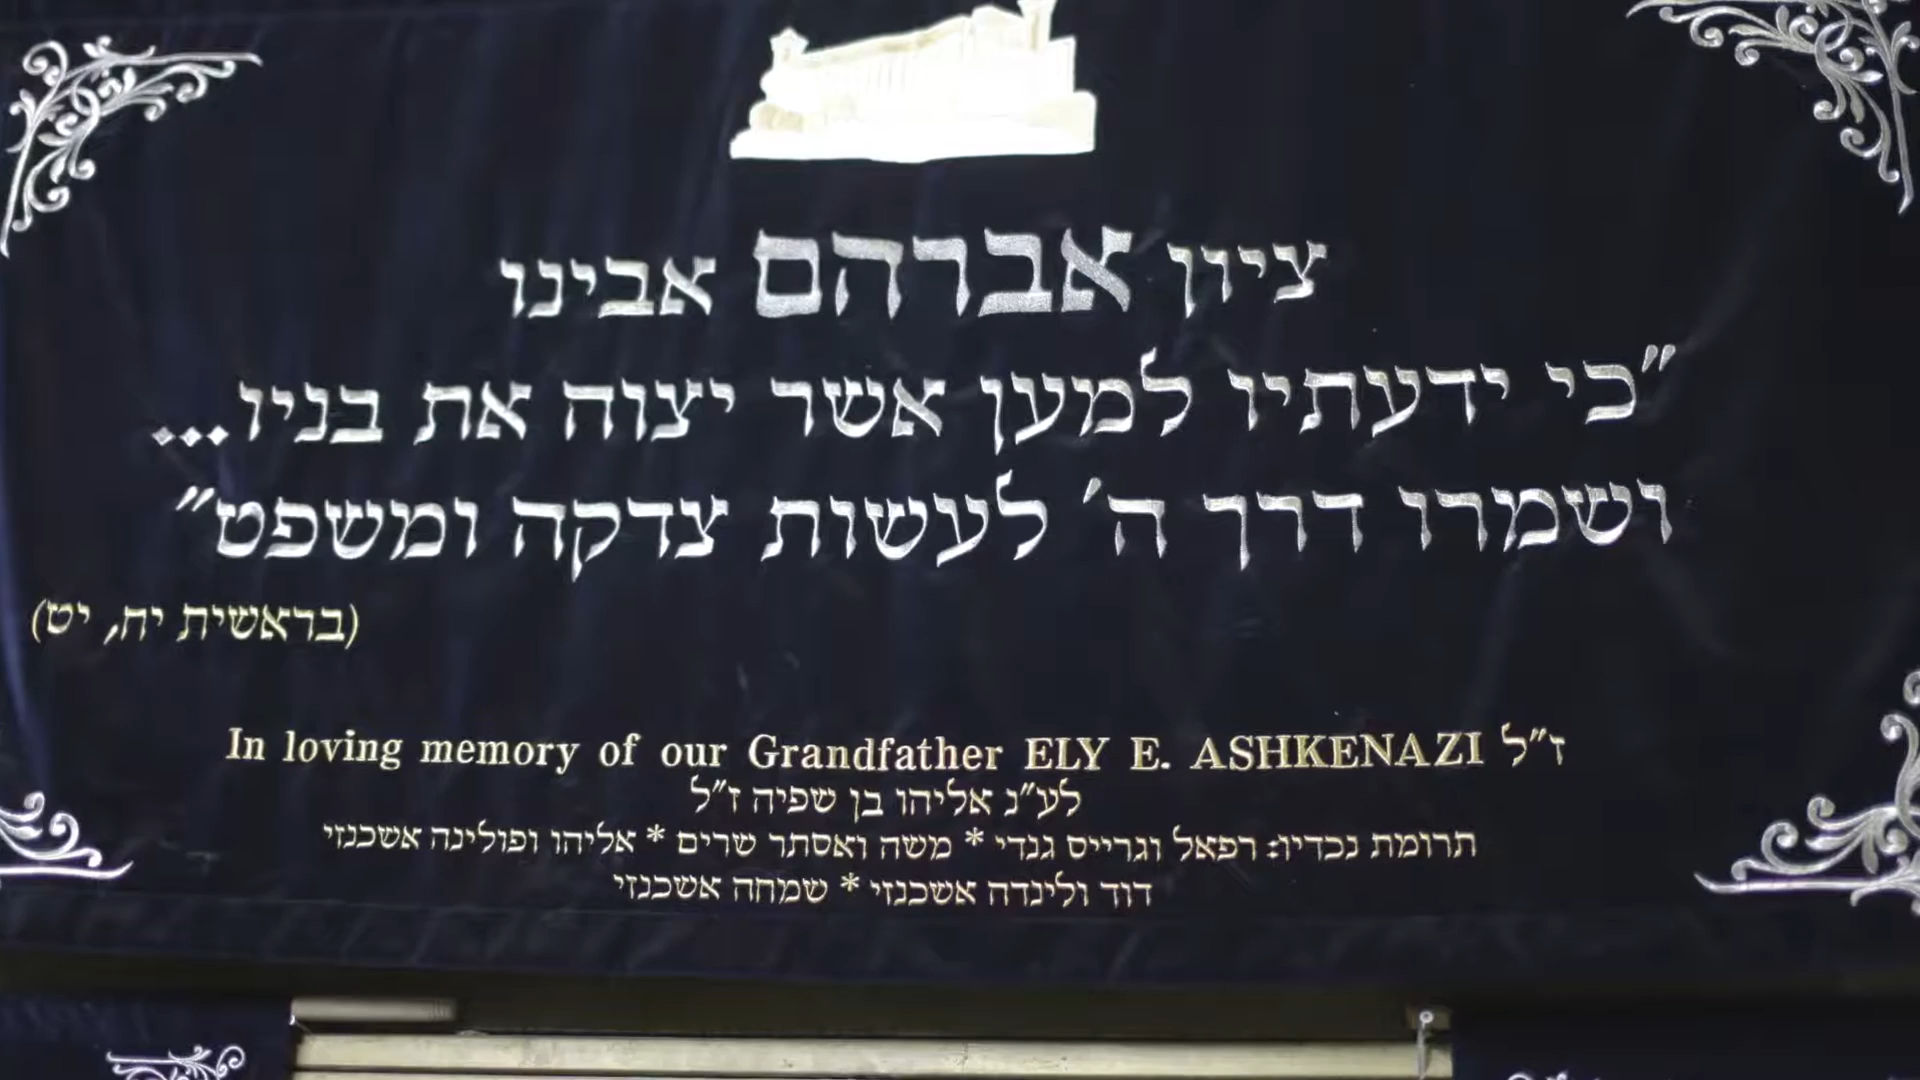 ציון אברהם אבינו
"כי ידעתיו למען אשר יצוה את בניו...
ושמרו דרך ה' לעשות צדקה ומשפט"
(בראשית יח, יט)
In loving memory of our Grandfather ELY E. ASHKENAZI ז"ל
לע"נ אליהו בן שפיה ז"ל
תרומת נכדיו: רפאל וגרייס גנדי * משה ואסתר שרים * אליהו ופולינה אשכנזי
דוד ולינדה אשכנזי * שמחה אשכנזי